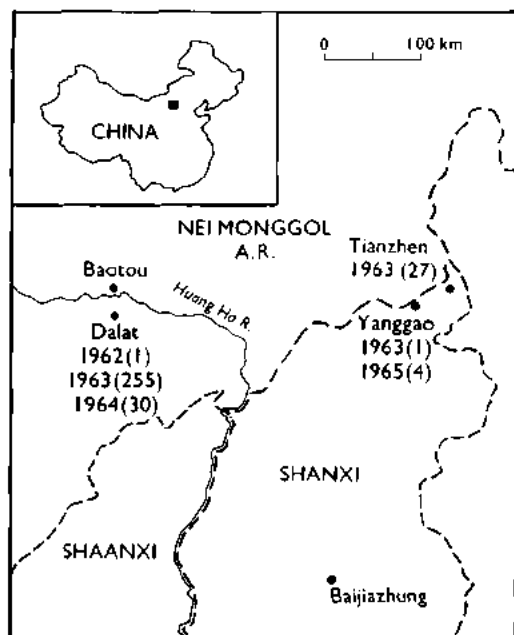 CHINA
0 100 km
NEI MONGGOL
A.R.
Tianzhen
1963 (27)
Baotou
Huang Ho R.
Dalat
1962(1)
1963(255)
1964(30)
Yanggao
1963(1)
1965(4)
SHANXI
SHAANXI
Baijiazhung